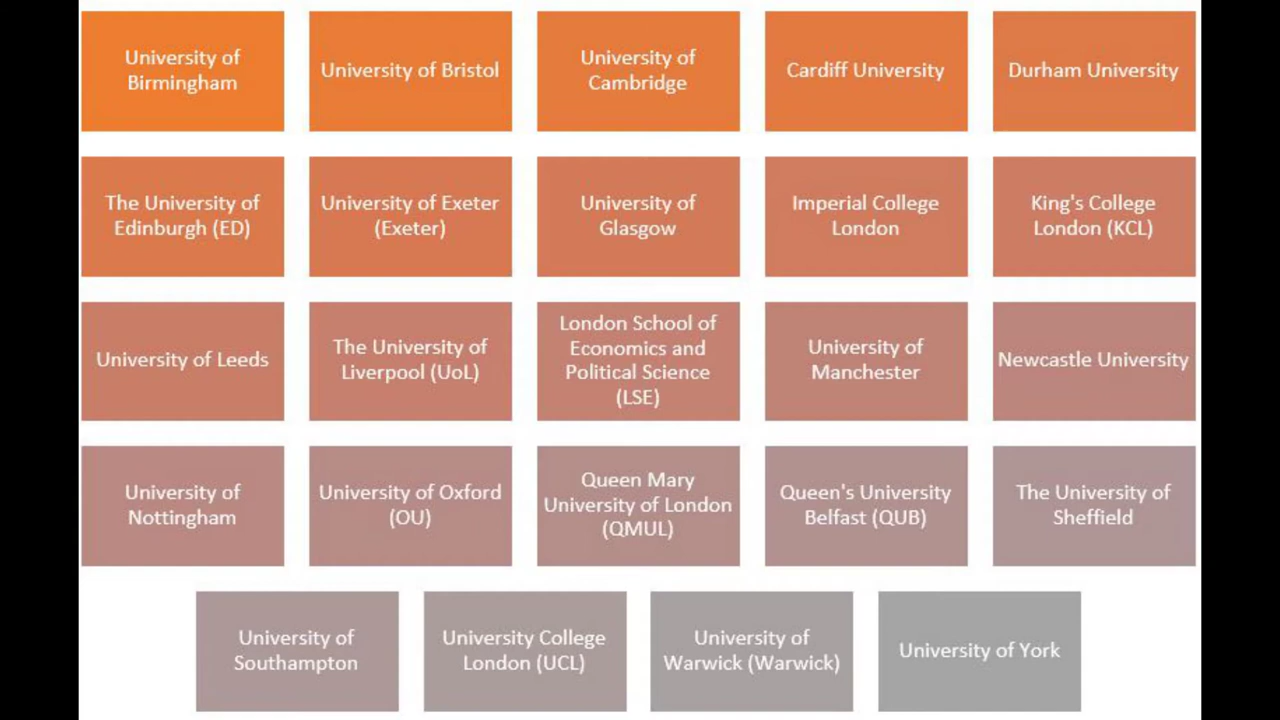 University of
Birmingham
University of Bristol
University of
Cambridge
Cardiff University
Durham University
The University of
Edinburgh (ED)
University of Exeter
(Exeter)
University of
Glasgow
Imperial College
London
King's College
London (KCL)
University of Leeds
The University of
Liverpool (UoL)
London School of
Economics and
Political Science
(LSE)
University of
Manchester
Newcastle University
University of
Nottingham
University of Oxford
(OU)
Queen Mary
University of London
(QMUL)
Queen's University
Belfast (QUB)
The University of
Sheffield
University of
Southampton
University College
London (UCL)
University of
Warwick (Warwick)
University of York